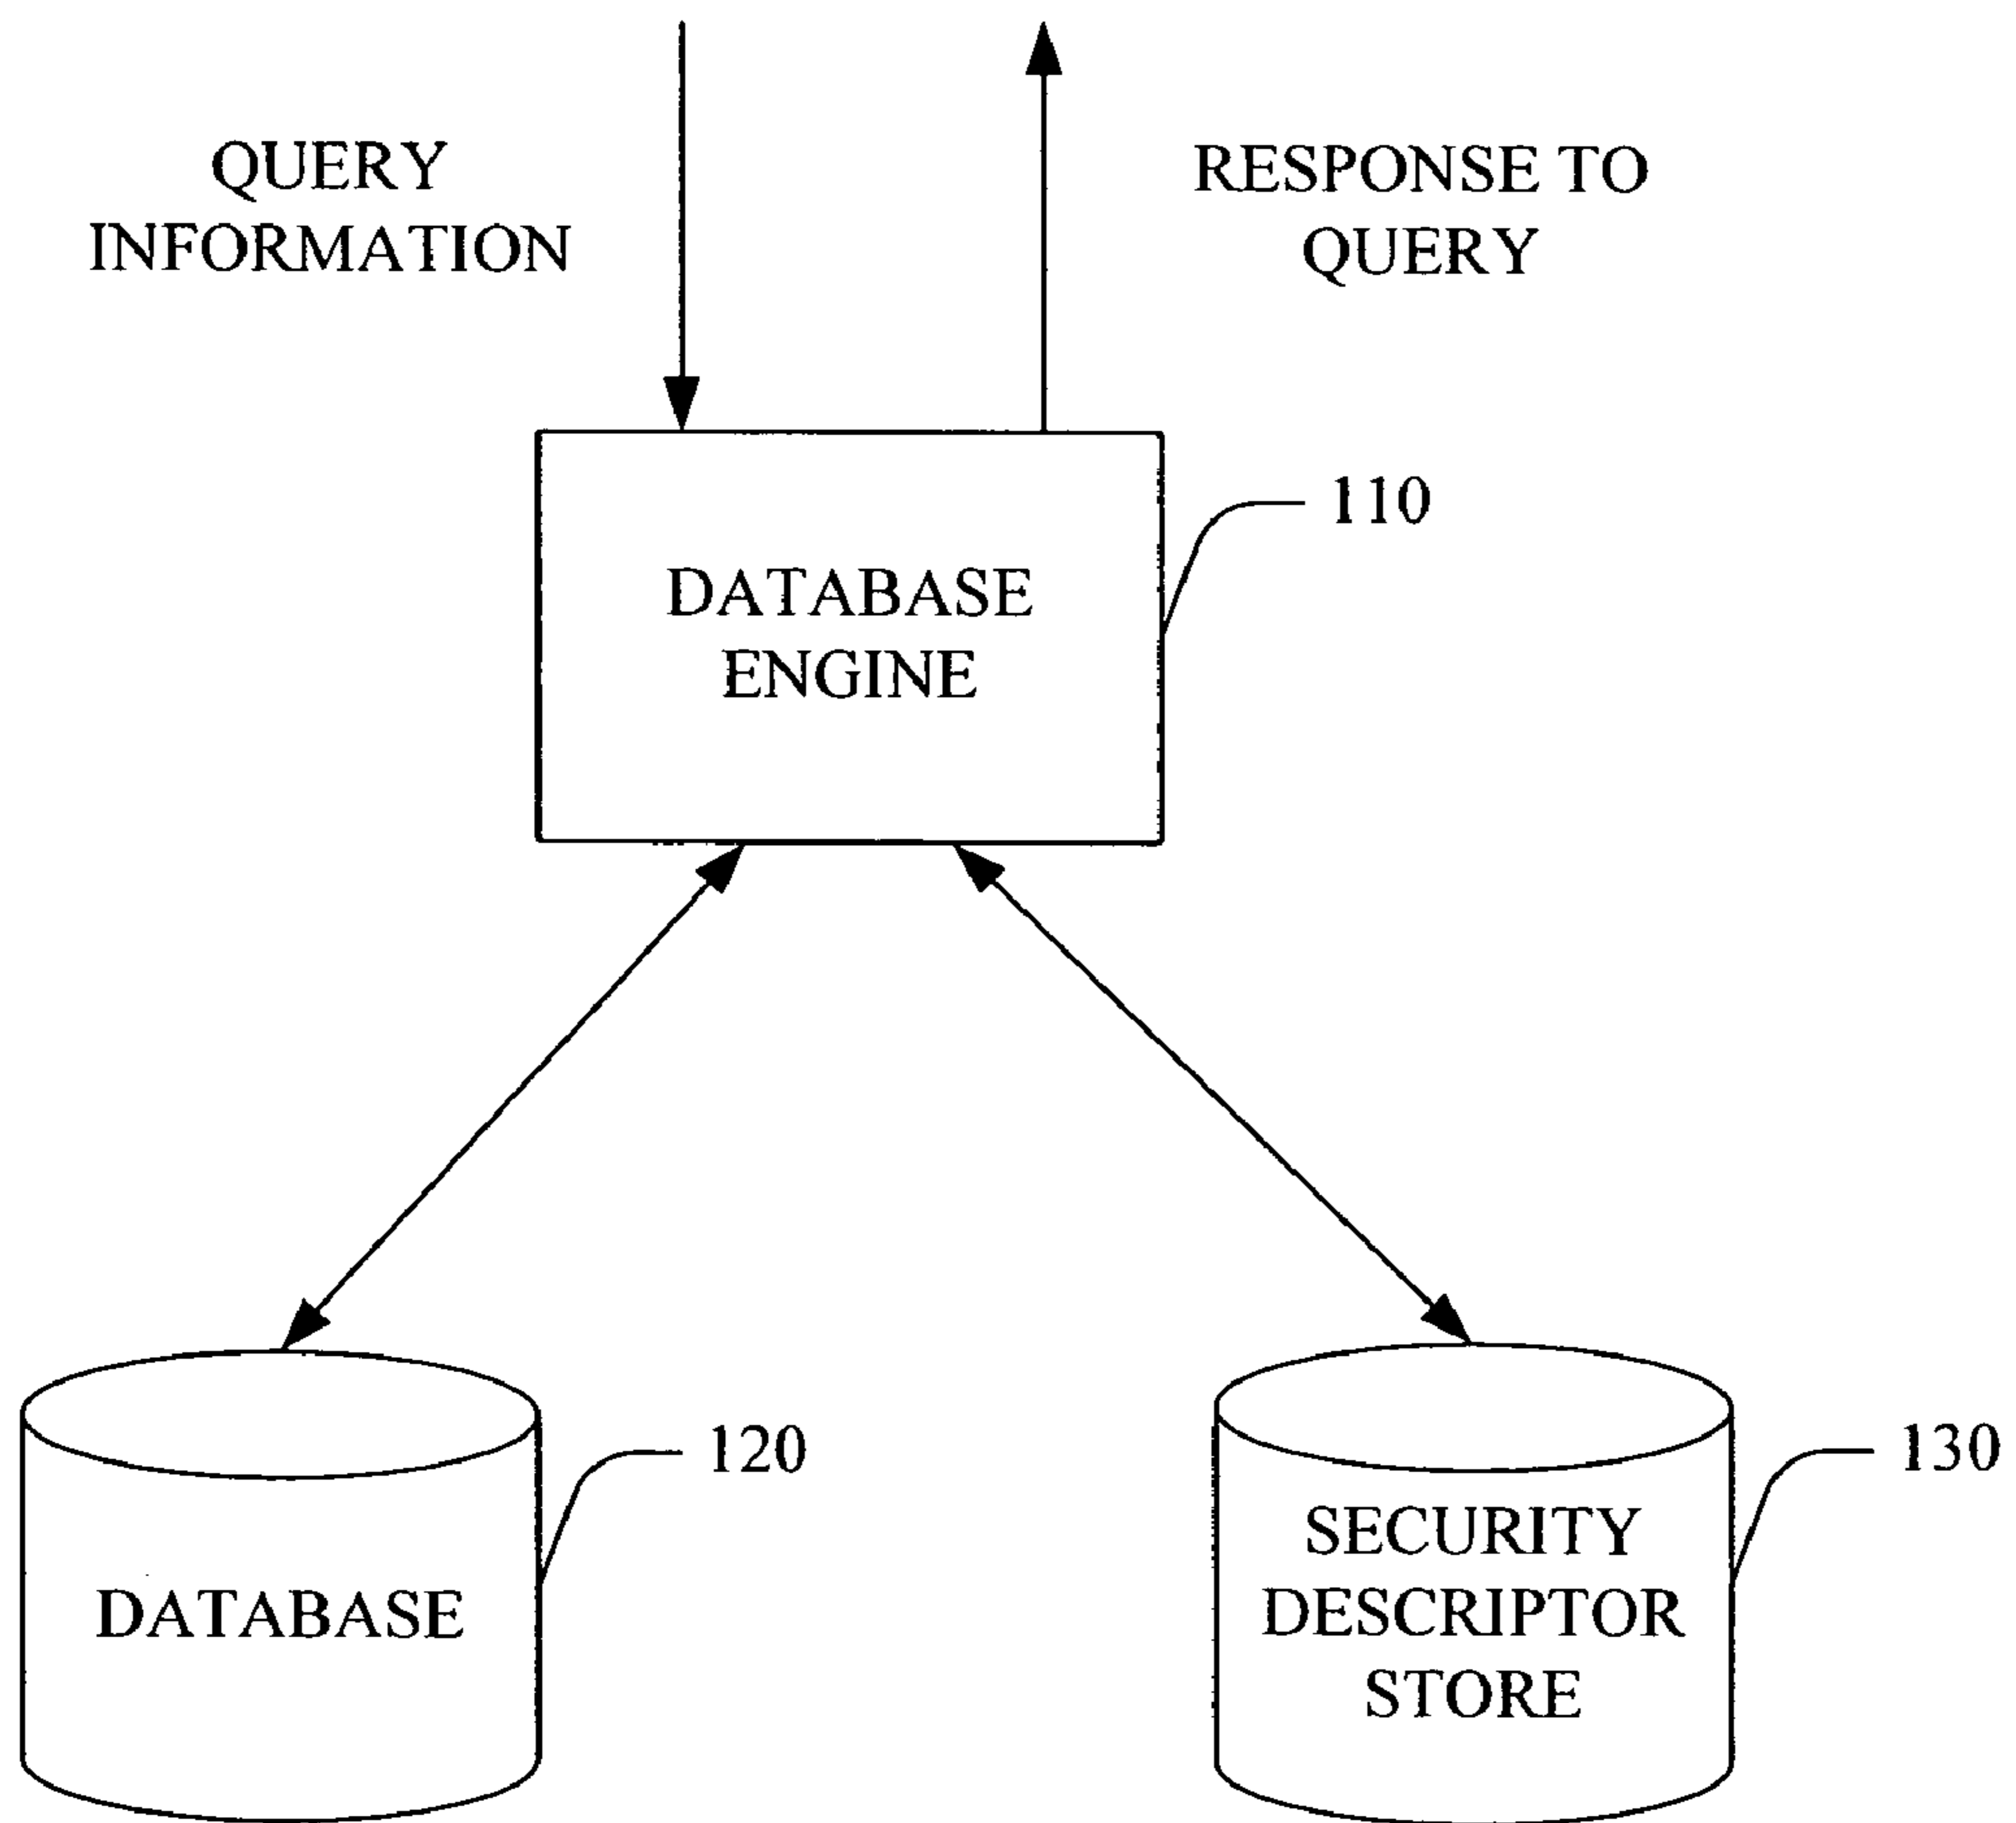 QUERY
INFORMATION
RESPONSE TO
QUERY
110
DATABASE
ENGINE
120
DATABASE
130
SECURITY
DESCRIPTOR
STORE